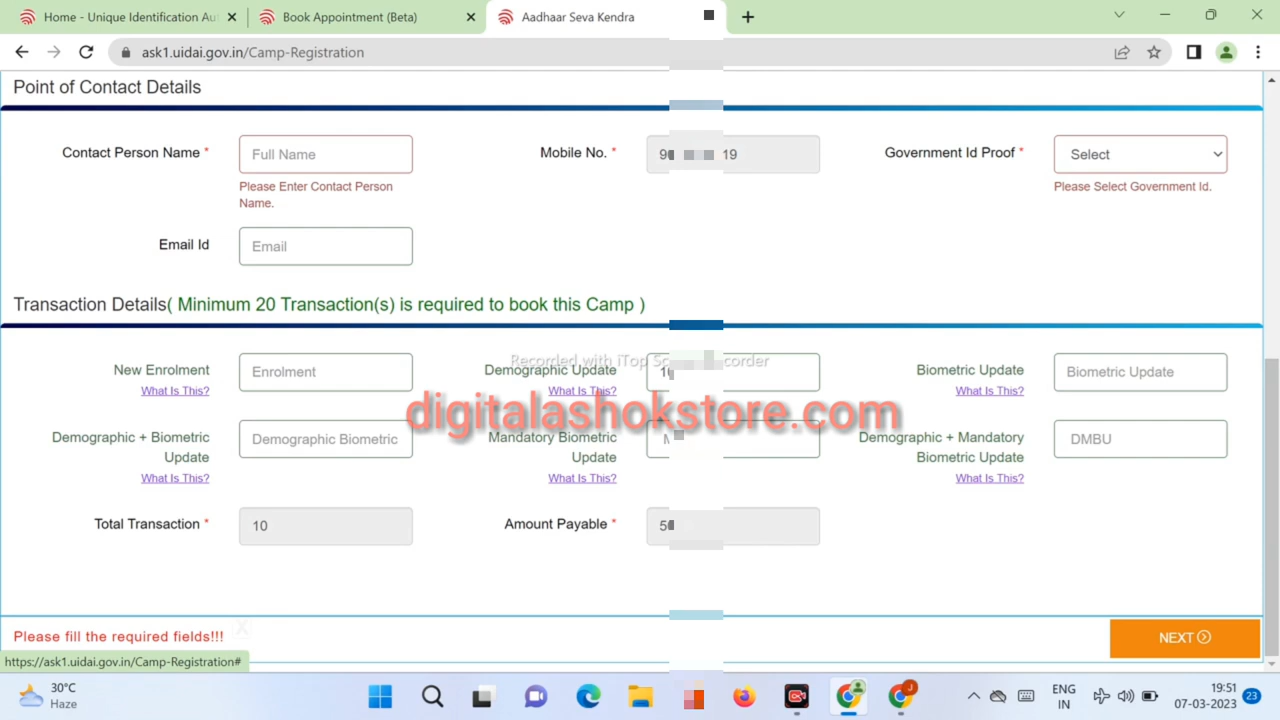 Home - Unique Identification Au
Book Appointment (Beta)
Aadhaar Seva Kendra
ask1.uidai.gov.in/Camp-Registration
Point of Contact Details
Contact Person Name *
Full Name
Mobile No. *
Government Id Proof *
Select
Please Enter Contact Person
Name.
Please Select Government Id.
Email Id
Email
Transaction Details( Minimum 20 Transaction(s) is required to book this Camp )
Recorded with iTop
New Enrolment
Enrolment
Demographic Update
Biometric Update
Biometric Update
What Is This?
What Is This?
What Is This?
digitalashokstore.com
Demographic + Biometric
Update
Demographic Biometric
Mandatory Biometric
Update
Demographic + Mandatory
Biometric Update
DMBU
What Is This?
What Is This?
What Is This?
Total Transaction *
10
Amount Payable *
Please fill the required fields!!!
X
NEXT
https://ask1.uidai.gov.in/Camp-Registration#
30°C
Haze
ENG
IN
19:51
07-03-2023
23